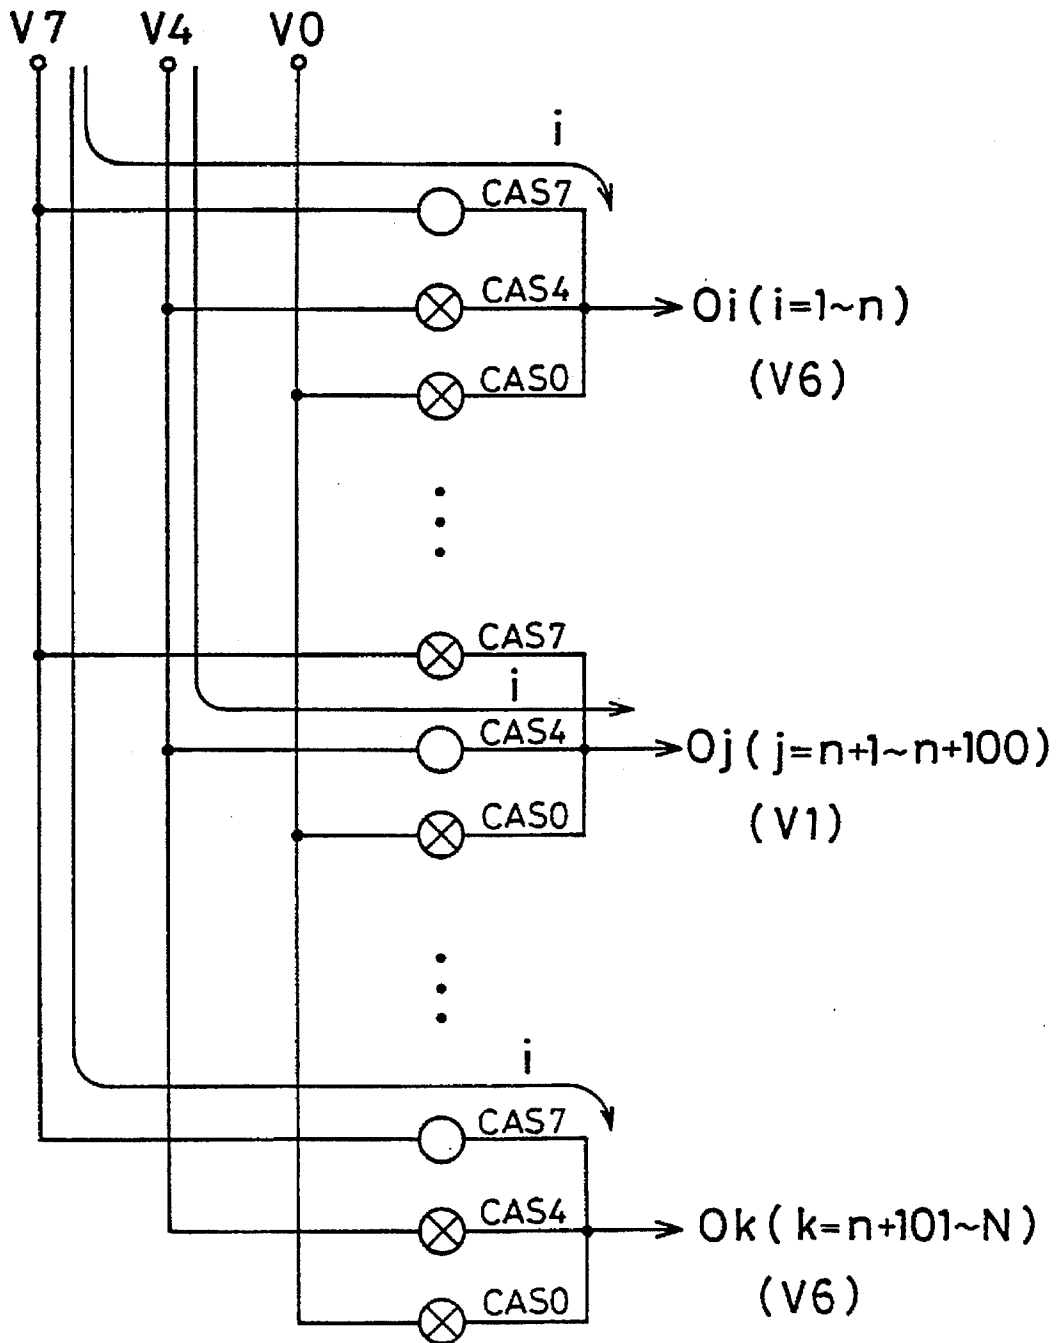 V7 V4 V0
i
CAS7
CAS4
Oi(i=1~n)
CAS0
(V6)
CAS7
i
CAS4
Oj(j=n+1~n+100)
CAS0
(V1)
i
CAS7
CAS4
Ok(k=n+101~N)
CAS0
(V6)